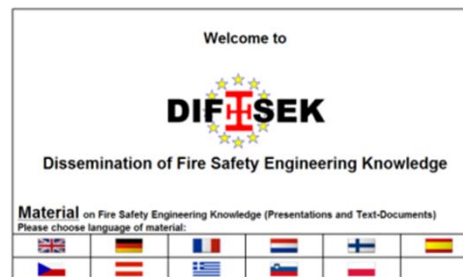 Welcome to
DIFISEK
Dissemination of Fire Safety Engineering Knowledge
Material on Fire Safety Engineering Knowledge (Presentations and Text-Documents)
Please choose language of material: